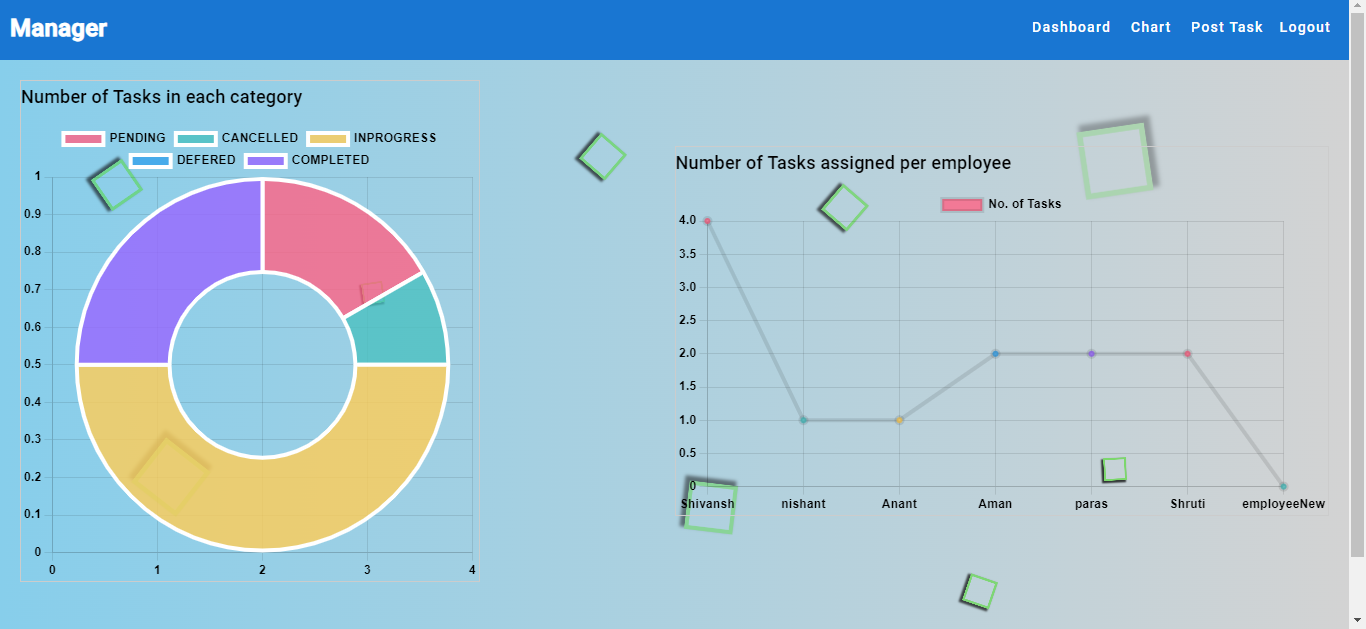 Manager
Dashboard Chart Post Task Logout
Number of Tasks in each category
PENDING CANCELLED INPROGRESS
DEFERED COMPLETED
1
0.9
0.8
0.7
0.6
0.5
0.4
0.3
0.2
0.1
0
0 1 2 3 4
Number of Tasks assigned per employee
No. of Tasks
4.0
3.5
3.0
2.5
2.0
1.5
1.0
0.5
0
Shivansh nishant Anant Aman paras Shruti employeeNew